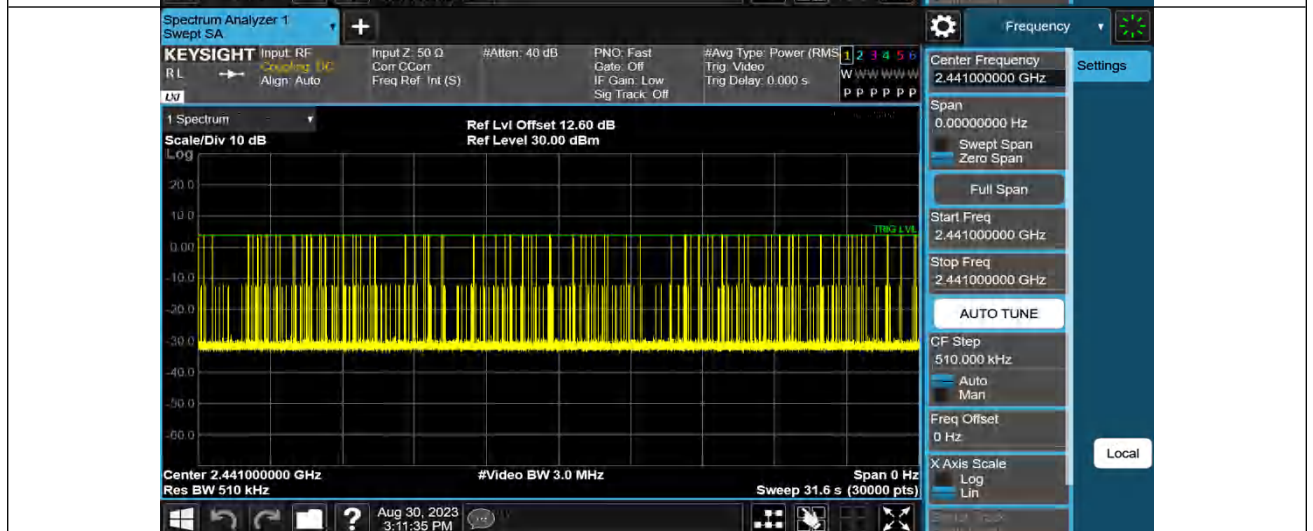 Spectrum Analyzer 1
Swept SA
+
Frequency
KEYSIGHT
RL
Input: RF
Coupling: DC
Align: Auto
Input Z: 50 Ω
Corr CCorr
Freq Ref: Int (S)
#Atten: 40 dB
PNO: Fast
Gate: Off
IF Gain: Low
Sig Track: Off
#Avg Type: Power (RMS
Trig: Video
Trig Delay: 0.000 s
1 2 3 4 5 6
W W W W W W
P P P P P P
LXI
1 Spectrum
Scale/Div 10 dB
Log
Ref Lvl Offset 12.60 dB
Ref Level 30.00 dBm
20.0
10.0
0.00
-10.0
-20.0
-30.0
-40.0
-50.0
-60.0
TRIG LVL
Center 2.441000000 GHz
Res BW 510 kHz
#Video BW 3.0 MHz
Span 0 Hz
Sweep 31.6 s (30000 pts)
?
Aug 30, 2023
3:11:35 PM
Center Frequency
2.441000000 GHz
Settings
Span
0.00000000 Hz
Swept Span
Zero Span
Full Span
Start Freq
2.441000000 GHz
Stop Freq
2.441000000 GHz
AUTO TUNE
CF Step
510.000 kHz
Auto
Man
Freq Offset
0 Hz
X Axis Scale
Log
Lin
Local